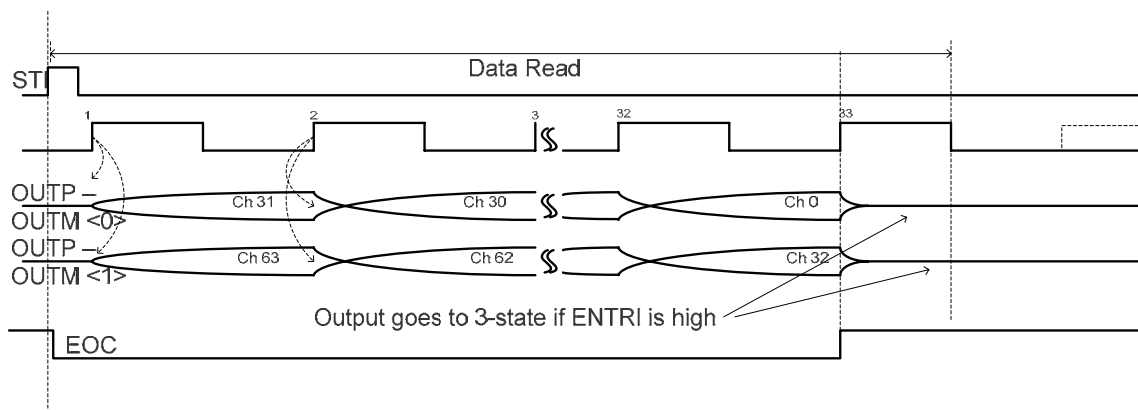 Data Read
STI
1 2 3 32 33
OUTP –
Ch 31 Ch 30 Ch 0
OUTM <0>
OUTP –
Ch 63 Ch 62 Ch 32
OUTM <1>
Output goes to 3-state if ENTRI is high
EOC